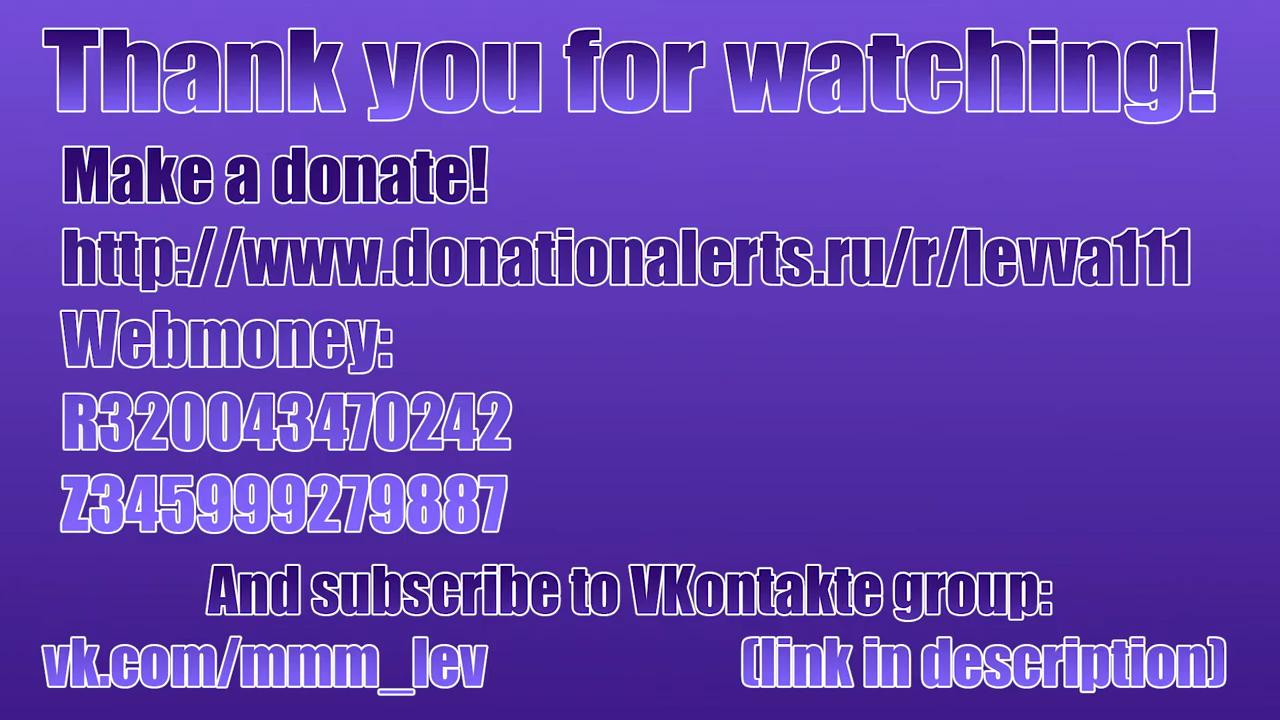 Thank you for watching!
Make a donate!
http://www.donationalerts.ru/r/levva111
Webmoney:
R320043470242
Z345999279887
And subscribe to VKontakte group:
vk.com/mmm_lev (link in description)